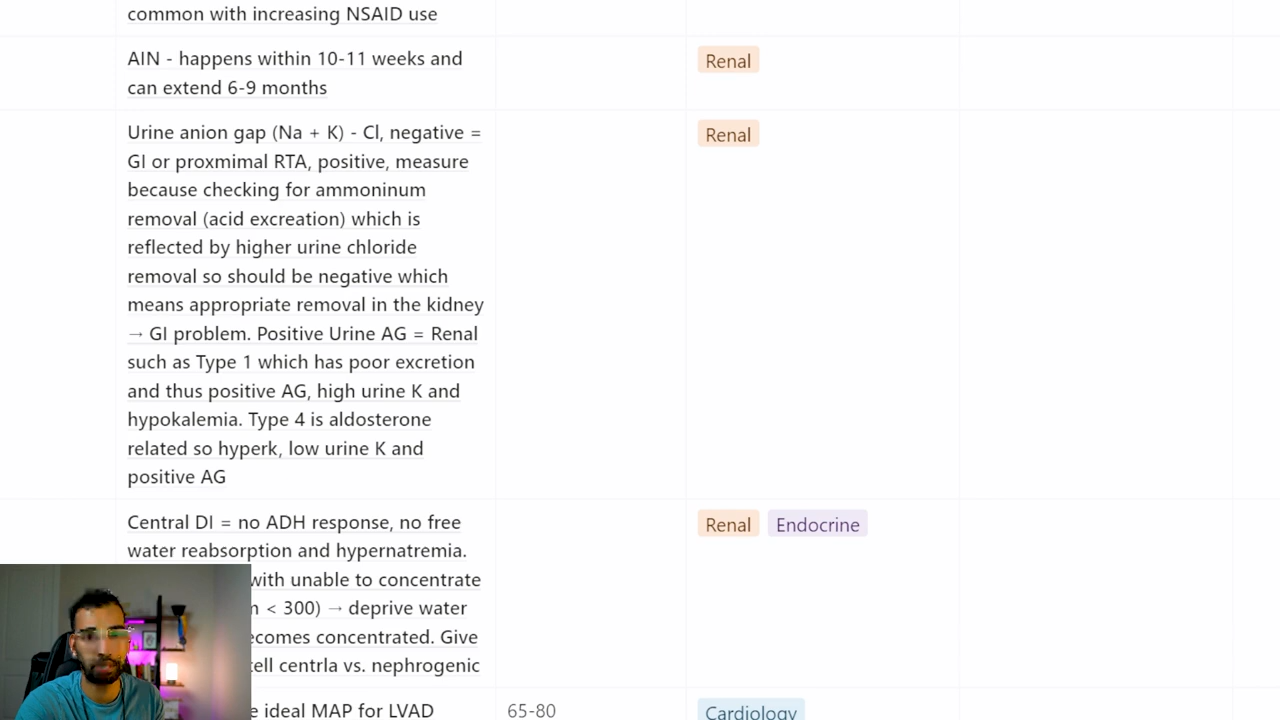 common with increasing NSAID use
AIN - happens within 10-11 weeks and
can extend 6-9 months
Renal
Urine anion gap (Na + K) - Cl, negative =
GI or proxmimal RTA, positive, measure
because checking for ammoninum
removal (acid excreation) which is
reflected by higher urine chloride
removal so should be negative which
means appropriate removal in the kidney
→ GI problem. Positive Urine AG = Renal
such as Type 1 which has poor excretion
and thus positive AG, high urine K and
hypokalemia. Type 4 is aldosterone
related so hyperk, low urine K and
positive AG
Renal
Central DI = no ADH response, no free
water reabsorption and hypernatremia.
with unable to concentrate
< 300) → deprive water
concentrated. Give
tell centrla vs. nephrogenic
Renal Endocrine
ideal MAP for LVAD
65-80
Cardiology